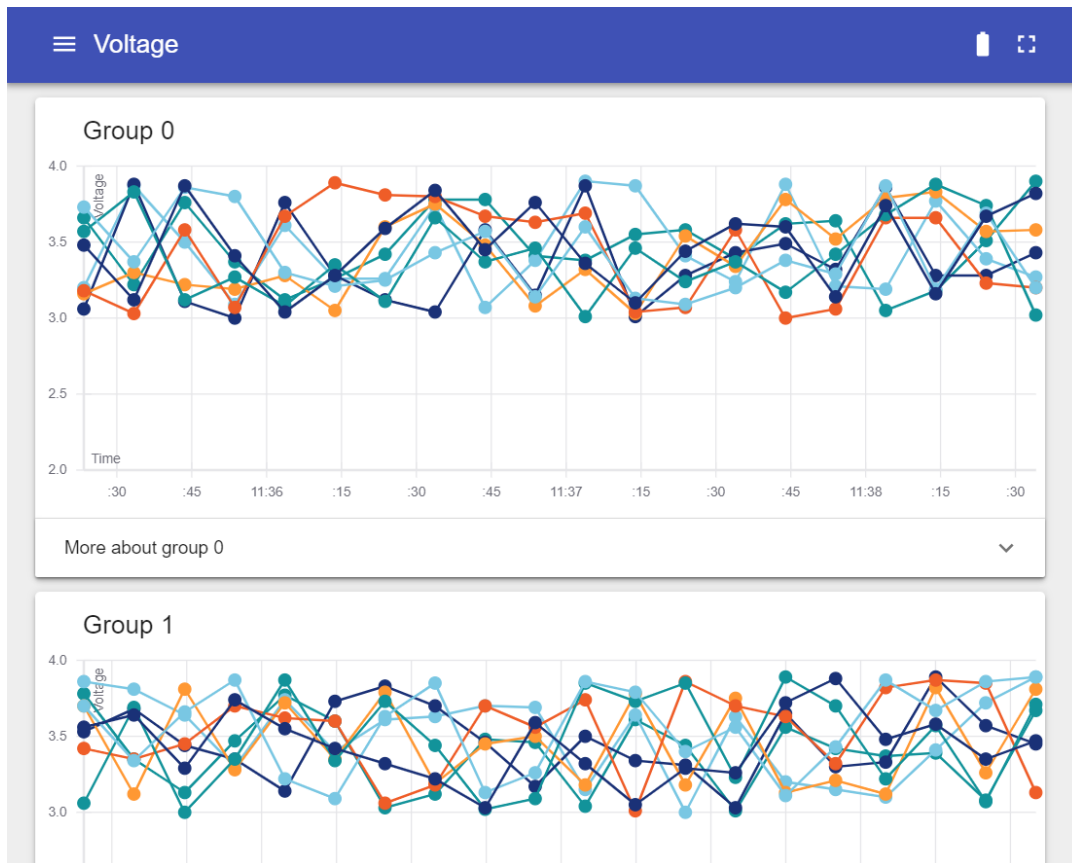 Voltage
Group 0
4.0
Voltage
3.5
3.0
2.5
Time
2.0
:30 :45 11:36 :15 :30 :45 11:37 :15 :30 :45 11:38 :15 :30
More about group 0
Group 1
4.0
Voltage
3.5
3.0